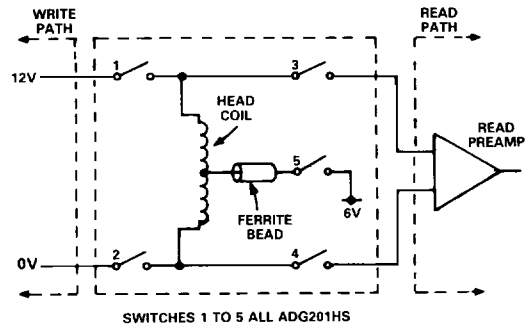 WRITE
PATH
READ
PATH
1
3
12V
HEAD
COIL
READ
PREAMP
5
FERRITE
BEAD
6V
2
4
0V
SWITCHES 1 TO 5 ALL ADG201HS